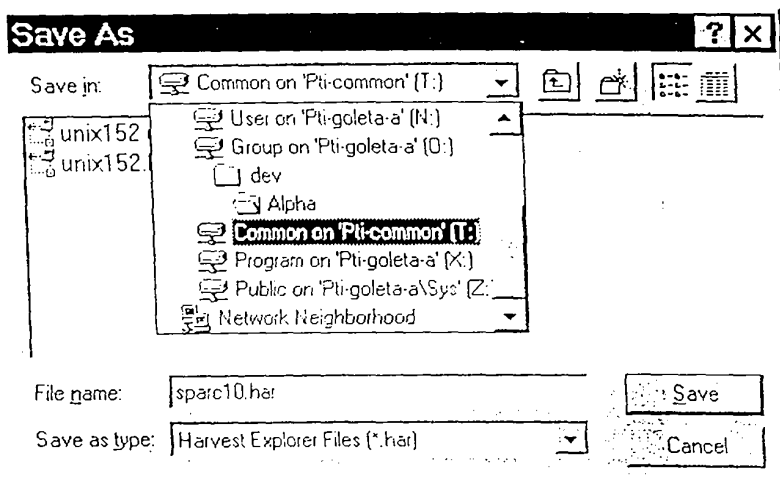 Save As
Save in: Common on 'Pti-common' (T:)
unix152
unix152.
User on 'Pti-goleta-a' (N:)
Group on 'Pti-goleta-a' (O:)
dev
Alpha
Common on 'Pti-common' (T:)
Program on 'Pti-goleta-a' (X:)
Public on 'Pti-goleta-a\Sys' (Z:
Network Neighborhood
File name: sparc10.har
Save
Save as type: Harvest Explorer Files (*.har)
Cancel